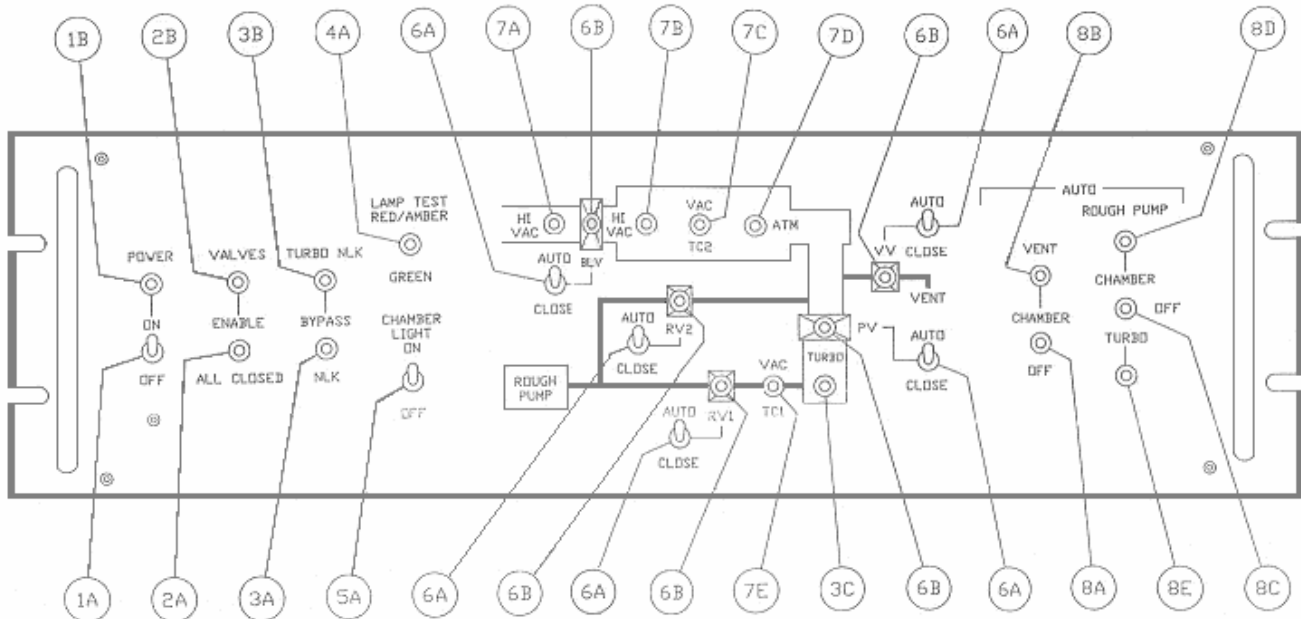 1B 2B 3B 4A 6A 7A 6B 7B 7C 7D 6B 6A 8B 8D
AUTO
LAMP TEST
RED/AMBER
ROUGH PUMP
HI
VAC
HI
VAC
VAC
TC2
ATM
AUTO
CLOSE
VV
POWER
VALVES
TURBO NLK
GREEN
AUTO
BLV
CLOSE
VENT
VENT
CHAMBER
OFF
ON
ENABLE
BYPASS
CHAMBER
LIGHT
ON
AUTO
RV2
CLOSE
PV
AUTO
CLOSE
CHAMBER
OFF
TURBO
OFF
ALL CLOSED
NLK
OFF
ROUGH
PUMP
AUTO
RV1
CLOSE
VAC
TC1
TURBO
1A 2A 3A 5A 6A 6B 6A 6B 7E 3C 6B 6A 8A 8E 8C